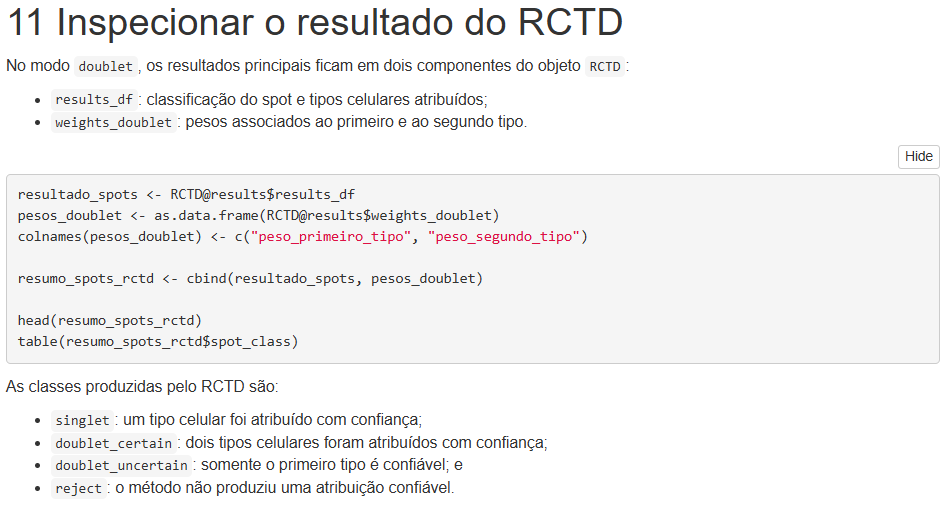 11 Inspecionar o resultado do RCTD
No modo doublet, os resultados principais ficam em dois componentes do objeto RCTD:
• results_df: classificação do spot e tipos celulares atribuídos;
• weights_doublet: pesos associados ao primeiro e ao segundo tipo.
Hide
resultado_spots <- RCTD@results$results_df
pesos_doublet <- as.data.frame(RCTD@results$weights_doublet)
colnames(pesos_doublet) <- c("peso_primeiro_tipo", "peso_segundo_tipo")
resumo_spots_rctd <- cbind(resultado_spots, pesos_doublet)
head(resumo_spots_rctd)
table(resumo_spots_rctd$spot_class)
As classes produzidas pelo RCTD são:
• singlet: um tipo celular foi atribuído com confiança;
• doublet_certain: dois tipos celulares foram atribuídos com confiança;
• doublet_uncertain: somente o primeiro tipo é confiável; e
• reject: o método não produziu uma atribuição confiável.